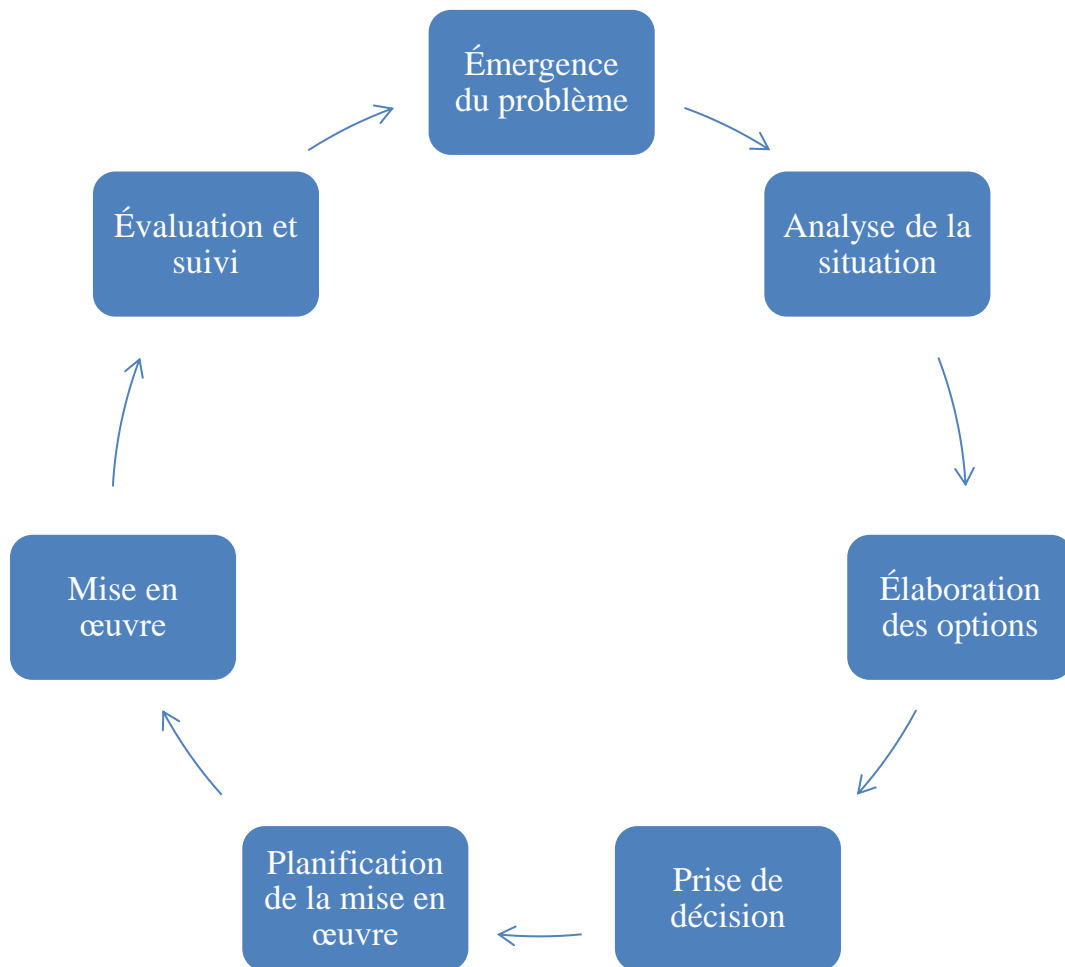 Émergence
du problème
Analyse de la
situation
Élaboration
des options
Prise de
décision
Planification
de la mise en
œuvre
Mise en
œuvre
Évaluation et
suivi